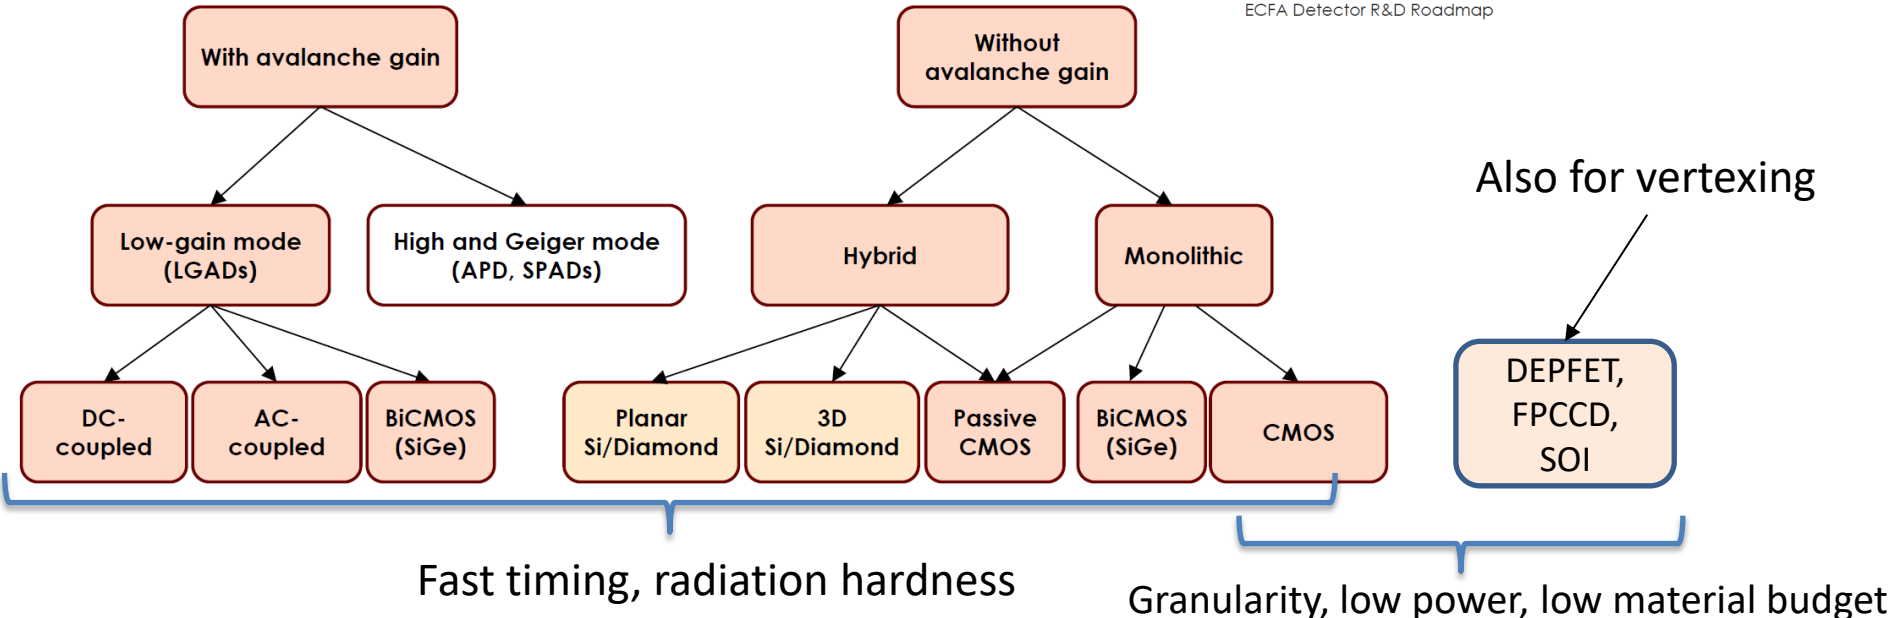 ECFA Detector R&D Roadmap
With avalanche gain
Without
avalanche gain
Also for vertexing
Low-gain mode
(LGADs)
High and Geiger mode
(APD, SPADs)
Hybrid
Monolithic
DC-
coupled
AC-
coupled
BiCMOS
(SiGe)
Planar
Si/Diamond
3D
Si/Diamond
Passive
CMOS
BiCMOS
(SiGe)
CMOS
DEPFET,
FPCCD,
SOI
Fast timing, radiation hardness
Granularity, low power, low material budget